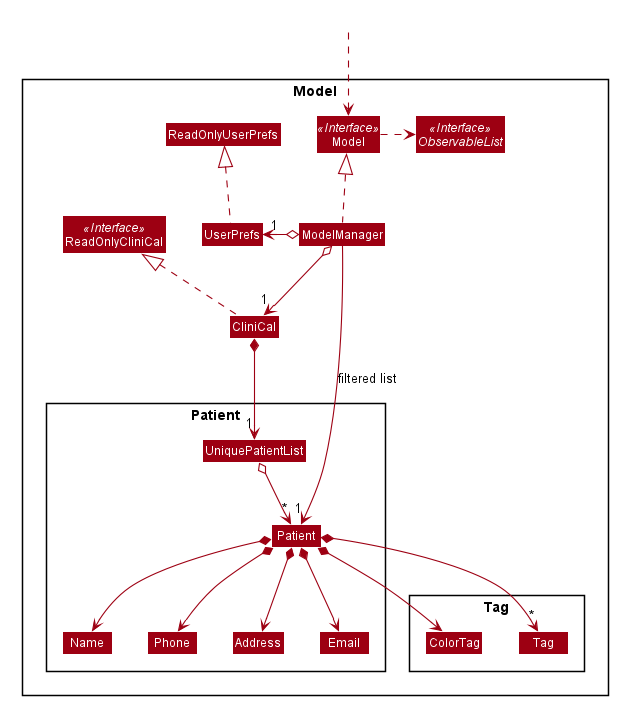 Model
ReadOnlyUserPrefs
«Interface»
Model
«Interface»
ObservableList
«Interface»
ReadOnlyCliniCal
UserPrefs
1
ModelManager
1
CliniCal
filtered list
Patient
1
UniquePatientList
*
1
Patient
Tag
*
Name
Phone
Address
Email
ColorTag
Tag